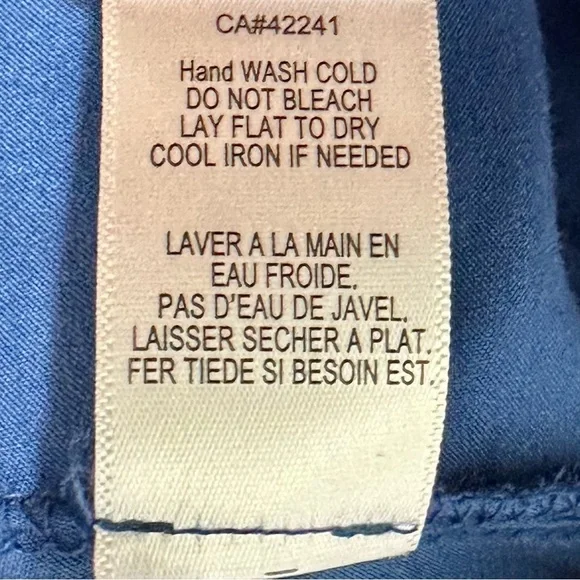 CA#42241
Hand WASH COLD
DO NOT BLEACH
LAY FLAT TO DRY
COOL IRON IF NEEDED
LAVER A LA MAIN EN
EAU FROIDE.
PAS D'EAU DE JAVEL.
LAISSER SECHER A PLAT.
FER TIEDE SI BESOIN EST.